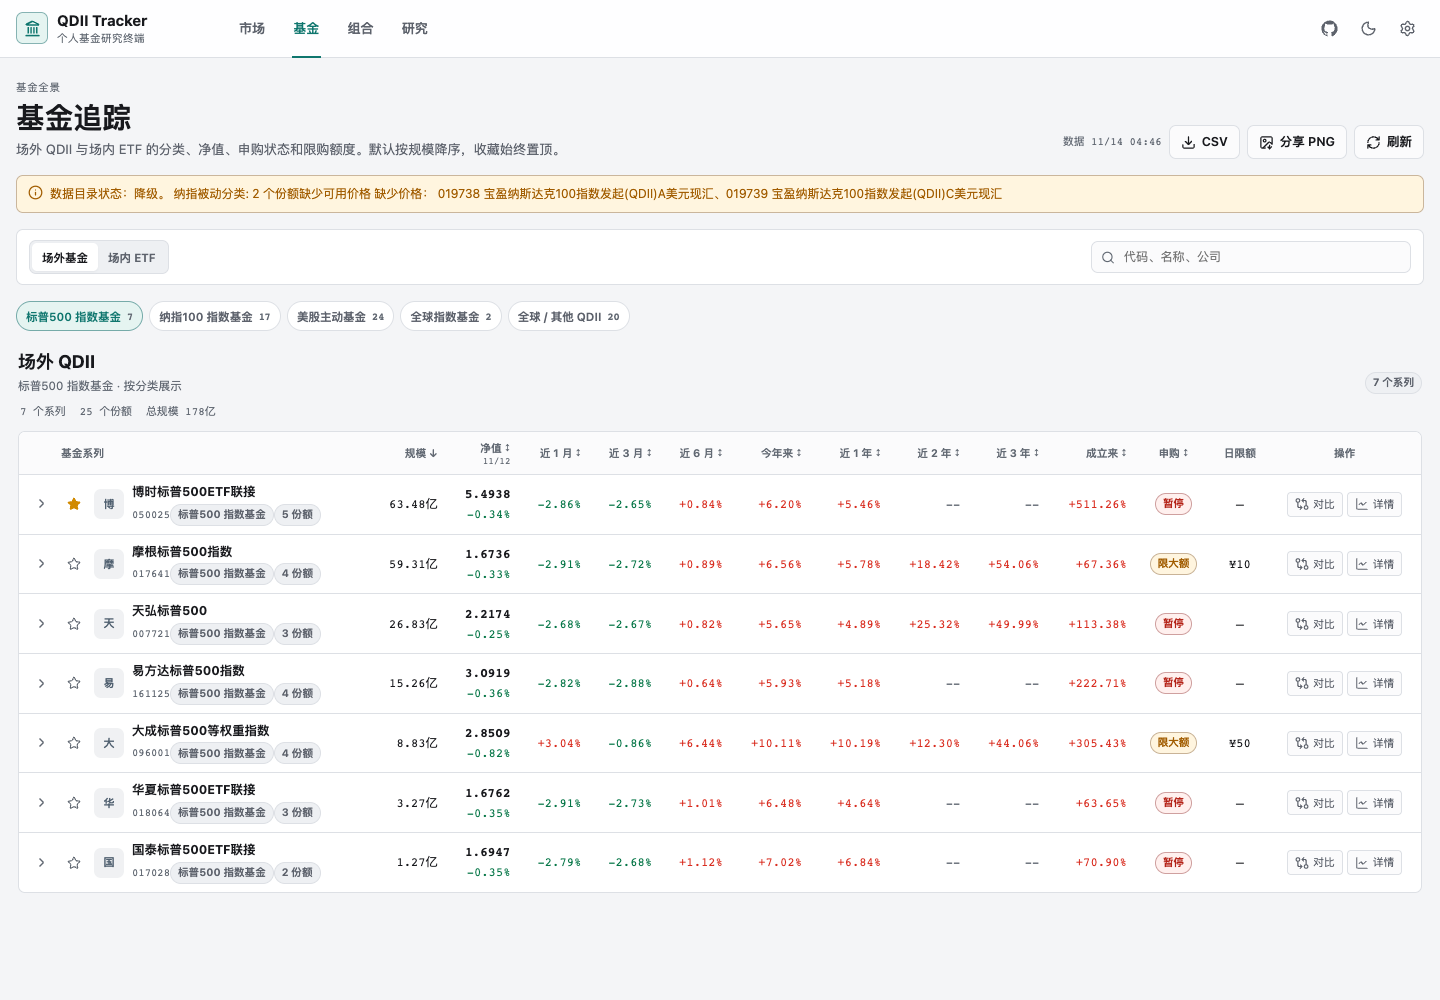 QDII Tracker
个人基金研究终端
市场 基金 组合 研究
基金全景
基金追踪
场外 QDII 与场内 ETF 的分类、净值、申购状态和限购额度。默认按规模降序，收藏始终置顶。
数据 11/14 04:46 CSV 分享 PNG 刷新
数据目录状态：降级。 纳指被动分类: 2 个份额缺少可用价格 缺少价格： 019738 宝盈纳斯达克100指数发起(QDII)A美元现汇、019739 宝盈纳斯达克100指数发起(QDII)C美元现汇
场外基金 场内 ETF 代码、名称、公司
标普500 指数基金 7 纳指100 指数基金 17 美股主动基金 24 全球指数基金 2 全球 / 其他 QDII 20
场外 QDII
标普500 指数基金 · 按分类展示
7 个系列
7 个系列 25 个份额 总规模 178亿
基金系列 规模 ↓ 净值 ↕ 近 1 月 ↕ 近 3 月 ↕ 近 6 月 ↕ 今年来 ↕ 近 1 年 ↕ 近 2 年 ↕ 近 3 年 ↕ 成立来 ↕ 申购 ↕ 日限额 操作
11/12
博 博时标普500ETF联接 63.48亿 5.4938 -2.86% -2.65% +0.84% +6.20% +5.46% -- -- +511.26% 暂停 — 对比 详情
050025 标普500 指数基金 5 份额 -0.34%
摩 摩根标普500指数 59.31亿 1.6736 -2.91% -2.72% +0.89% +6.56% +5.78% +18.42% +54.06% +67.36% 限大额 ¥10 对比 详情
017641 标普500 指数基金 4 份额 -0.33%
天 天弘标普500 26.83亿 2.2174 -2.68% -2.67% +0.82% +5.65% +4.89% +25.32% +49.99% +113.38% 暂停 — 对比 详情
007721 标普500 指数基金 3 份额 -0.25%
易 易方达标普500指数 15.26亿 3.0919 -2.82% -2.88% +0.64% +5.93% +5.18% -- -- +222.71% 暂停 — 对比 详情
161125 标普500 指数基金 4 份额 -0.36%
大 大成标普500等权重指数 8.83亿 2.8509 +3.04% -0.86% +6.44% +10.11% +10.19% +12.30% +44.06% +305.43% 限大额 ¥50 对比 详情
096001 标普500 指数基金 4 份额 -0.82%
华 华夏标普500ETF联接 3.27亿 1.6762 -2.91% -2.73% +1.01% +6.48% +4.64% -- -- +63.65% 暂停 — 对比 详情
018064 标普500 指数基金 3 份额 -0.35%
国 国泰标普500ETF联接 1.27亿 1.6947 -2.79% -2.68% +1.12% +7.02% +6.84% -- -- +70.90% 暂停 — 对比 详情
017028 标普500 指数基金 2 份额 -0.35%